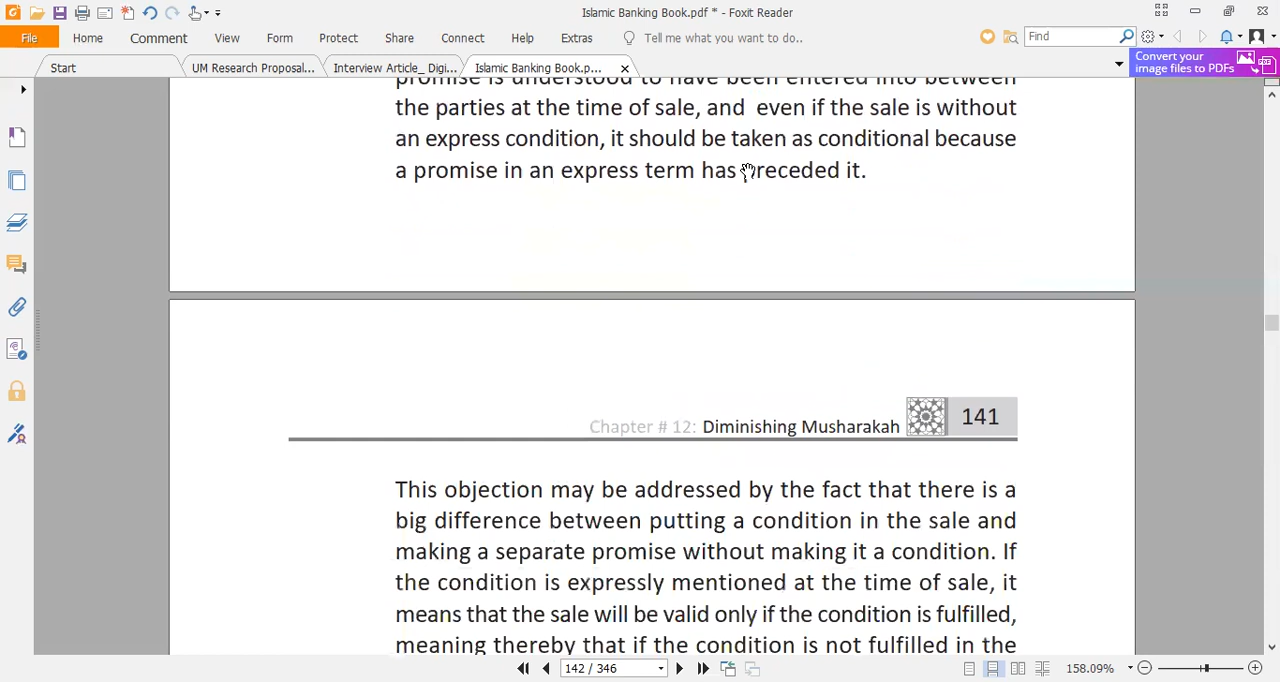 Islamic Banking Book.pdf * - Foxit Reader
File
Home
Comment
View
Form
Protect
Share
Connect
Help
Extras
Tell me what you want to do..
Find
Start
UM Research Proposal...
Interview Article_ Digi...
Islamic Banking Book.p...
Convert your
image files to PDFs
promise is understood to have been entered into between
the parties at the time of sale, and even if the sale is without
an express condition, it should be taken as conditional because
a promise in an express term has preceded it.
Chapter # 12: Diminishing Musharakah
141
This objection may be addressed by the fact that there is a
big difference between putting a condition in the sale and
making a separate promise without making it a condition. If
the condition is expressly mentioned at the time of sale, it
means that the sale will be valid only if the condition is fulfilled,
meaning thereby that if the condition is not fulfilled in the
142 / 346
158.09%